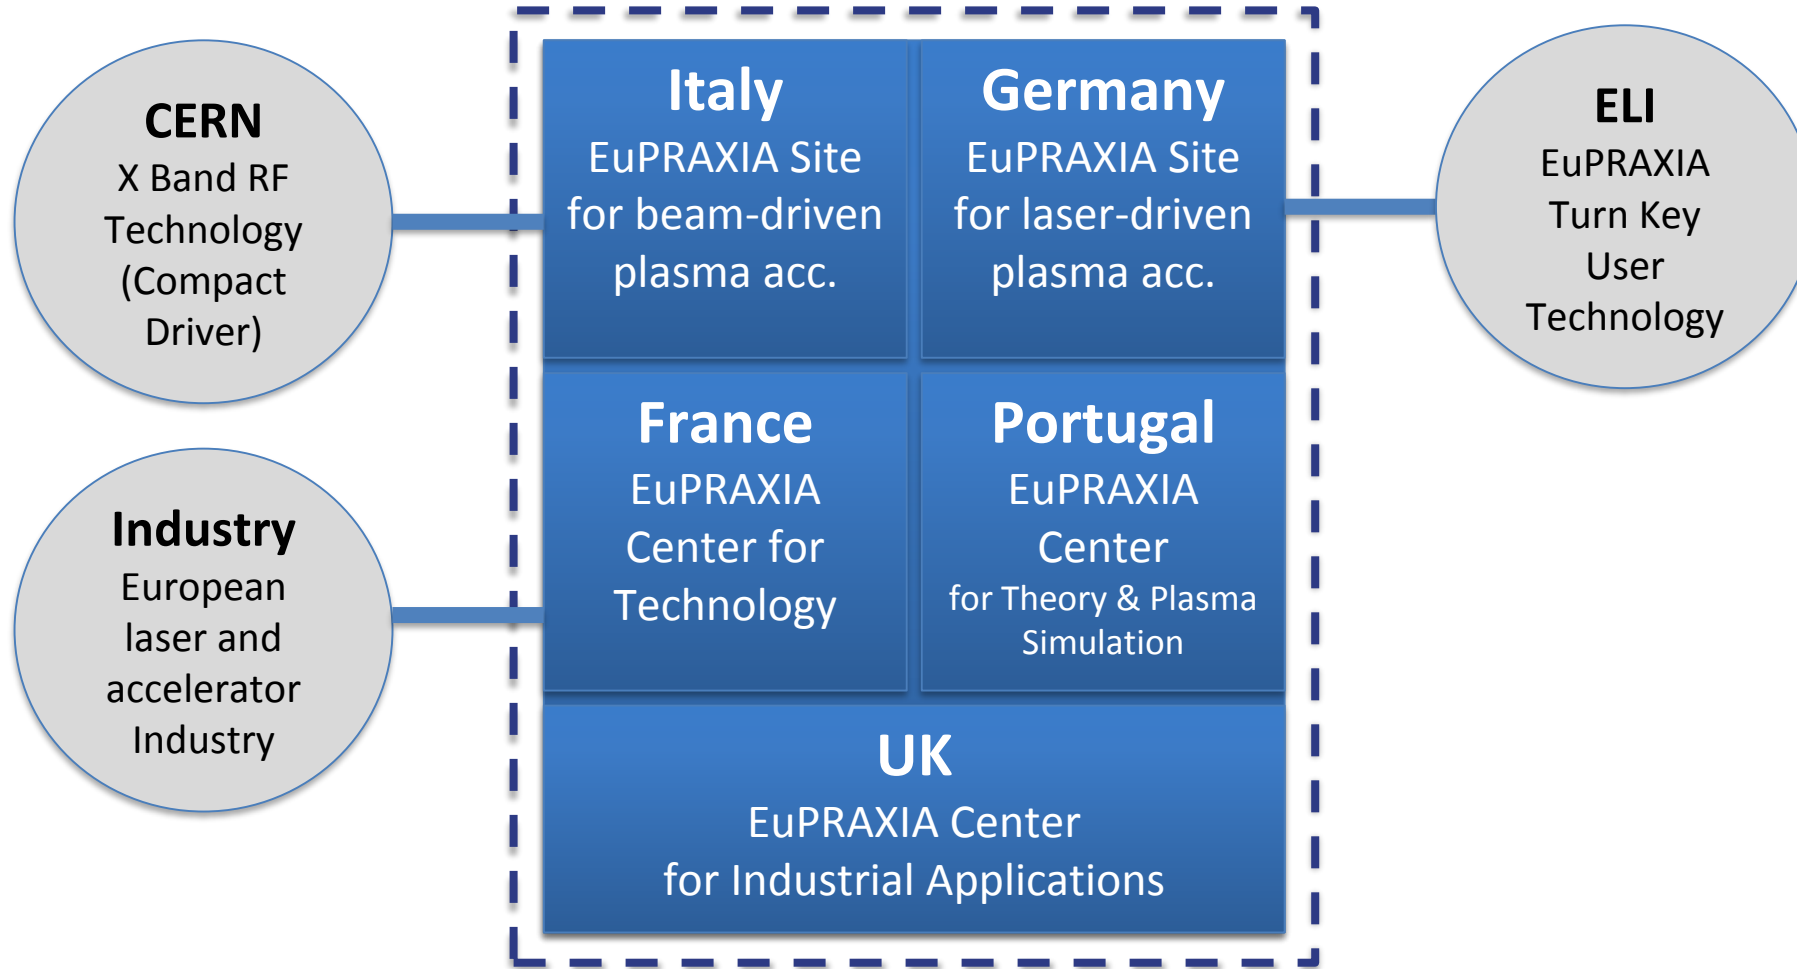 CERN
X Band RF
Technology
(Compact
Driver)
Industry
European
laser and
accelerator
Industry
Italy
EuPRAXIA Site
for beam-driven
plasma acc.
Germany
EuPRAXIA Site
for laser-driven
plasma acc.
France
EuPRAXIA
Center for
Technology
Portugal
EuPRAXIA
Center
for Theory & Plasma
Simulation
UK
EuPRAXIA Center
for Industrial Applications
ELI
EuPRAXIA
Turn Key
User
Technology